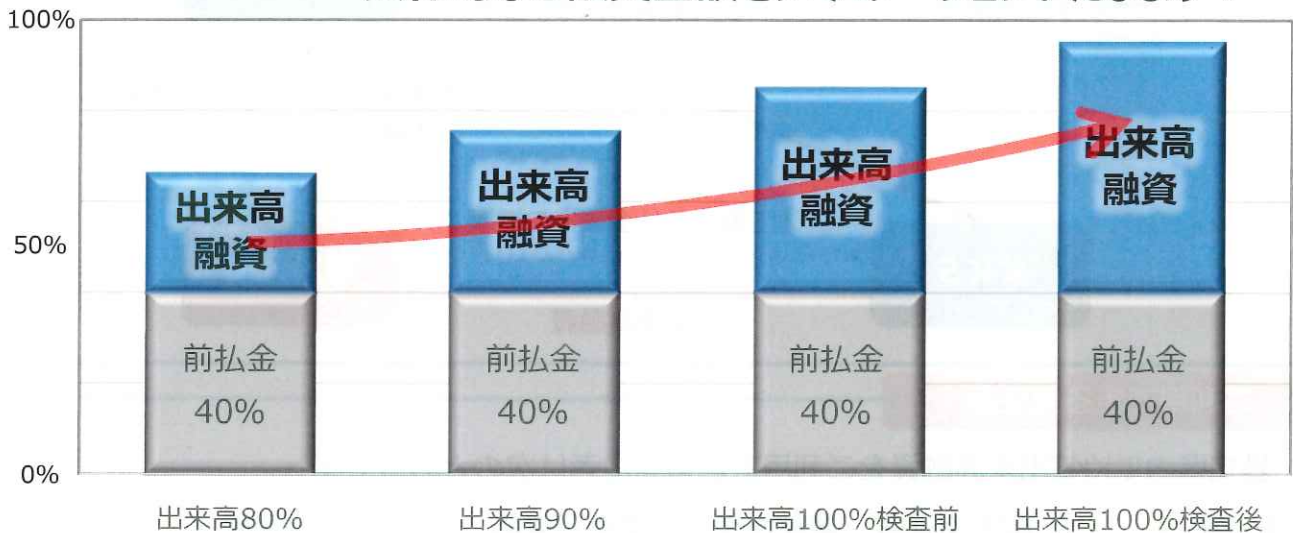 100%
50%
0%
出来高
融資
出来高
融資
出来高
融資
出来高
融資
前払金
40%
前払金
40%
前払金
40%
前払金
40%
出来高80%
出来高90%
出来高100%検査前
出来高100%検査後